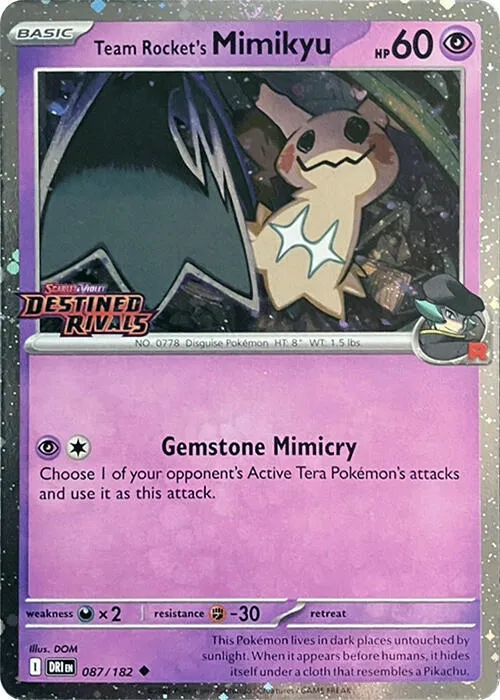 BASIC
Team Rocket's Mimikyu
HP 60
SCARLET & VIOLET
DESTINED RIVALS
NO. 0778 Disguise Pokémon HT: 8" WT: 1.5 lbs.
R
Gemstone Mimicry
Choose 1 of your opponent's Active Tera Pokémon's attacks
and use it as this attack.
weakness ×2 resistance -30 retreat
Illus. DOM
I DRI EN 087/182
This Pokémon lives in dark places untouched by
sunlight. When it appears before humans, it hides
itself under a cloth that resembles a Pikachu.
Creatures / GAME FREAK